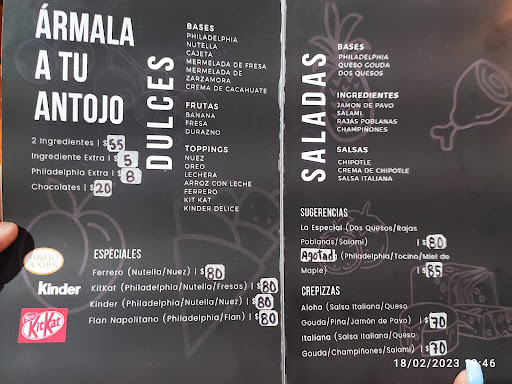 ÁRMALA
A TU
ANTOJO
2 Ingredientes | $55
Ingrediente Extra | $5
Philadelphia Extra | $8
Chocolates | $20
DULCES
BASES
PHILADELPHIA
NUTELLA
CAJETA
MERMELADA DE FRESA
MERMELADA DE
ZARZAMORA
CREMA DE CACAHUATE
FRUTAS
BANANA
FRESA
DURAZNO
TOPPINGS
NUEZ
OREO
LECHERA
ARROZ CON LECHE
FERRERO
KIT KAT
KINDER DELICE
ESPECIALES
FERRERO
ROCHER
Kinder
KitKat
Ferrero (Nutella/Nuez) | $80
KitKat (Philadelphia/Nutella/Fresas) | $80
Kinder (Philadelphia/Nutella/Nuez) | $80
Flan Napolitano (Philadelphia/Flan) | $80
SALADAS
BASES
PHILADELPHIA
QUESO GOUDA
DOS QUESOS
INGREDIENTES
JAMON DE PAVO
SALAMI
RAJAS POBLANAS
CHAMPIÑONES
SALSAS
CHIPOTLE
CREMA DE CHIPOTLE
SALSA ITALIANA
SUGERENCIAS
La Especial (Dos Quesos/Rajas
Poblanas/Salami) | $80
Agotada (Philadelphia/Tocino/Miel de
Maple) | $85
CREPIZZAS
Aloha (Salsa Italiana/Queso
Gouda/Piña/Jamón de Pavo) | $70
Italiana (Salsa Italiana/Queso
Gouda/Champiñones/Salami) | $70
18/02/2023 :46